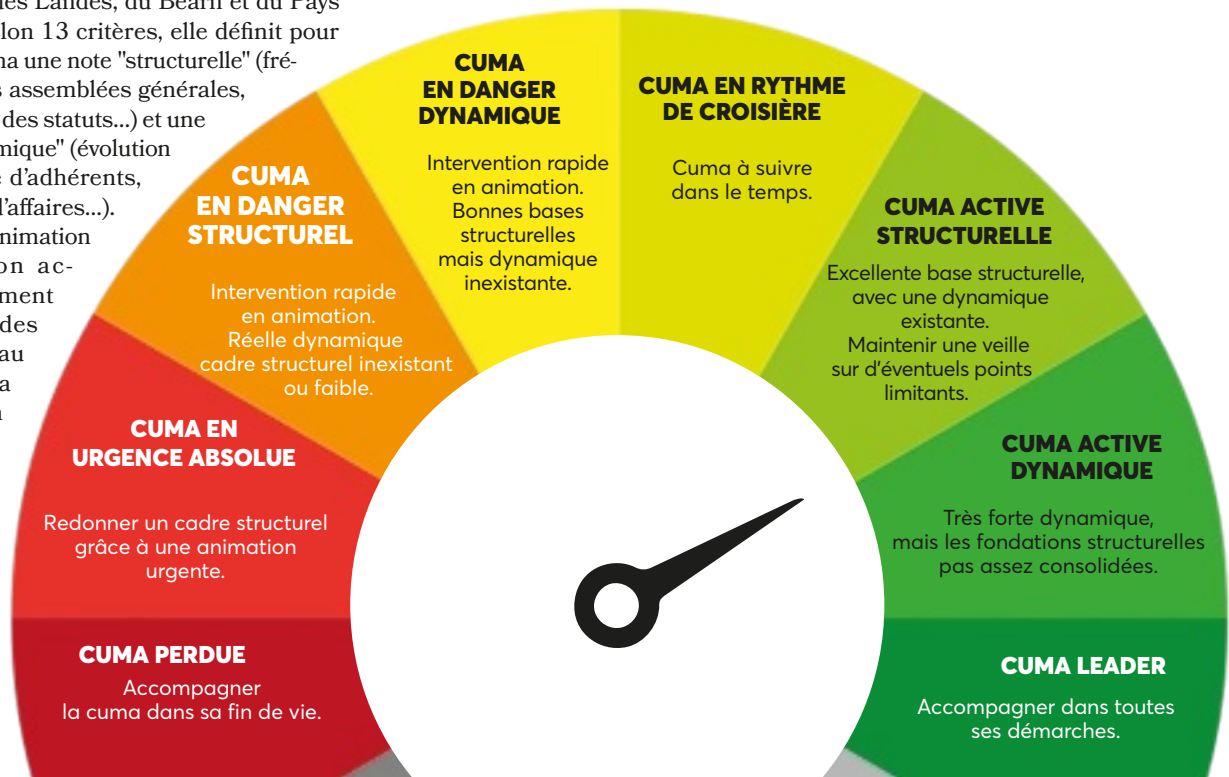 les Landes, du Béarn et du Pays
lon 13 critères, elle définit pour
ma une note "structurelle" (fré-
s assemblées générales,
des statuts...) et une
mique" (évolution
e d'adhérents,
d'affaires...).
nimation
on ac-
ment
des
au
a
CUMA PERDUE
Accompagner
la cuma dans sa fin de vie.
CUMA EN
URGENCE ABSOLUE
Redonner un cadre structurel
grâce à une animation
urgente.
CUMA
EN DANGER
STRUCTUREL
Intervention rapide
en animation.
Réelle dynamique
cadre structurel inexistant
ou faible.
CUMA
EN DANGER
DYNAMIQUE
Intervention rapide
en animation.
Bonnes bases
structurelles
mais dynamique
inexistante.
CUMA EN RYTHME
DE CROISIÈRE
Cuma à suivre
dans le temps.
CUMA ACTIVE
STRUCTURELLE
Excellente base structurelle,
avec une dynamique
existante.
Maintenir une veille
sur d'éventuels points
limitants.
CUMA ACTIVE
DYNAMIQUE
Très forte dynamique,
mais les fondations structurelles
pas assez consolidées.
CUMA LEADER
Accompagner dans toutes
ses démarches.